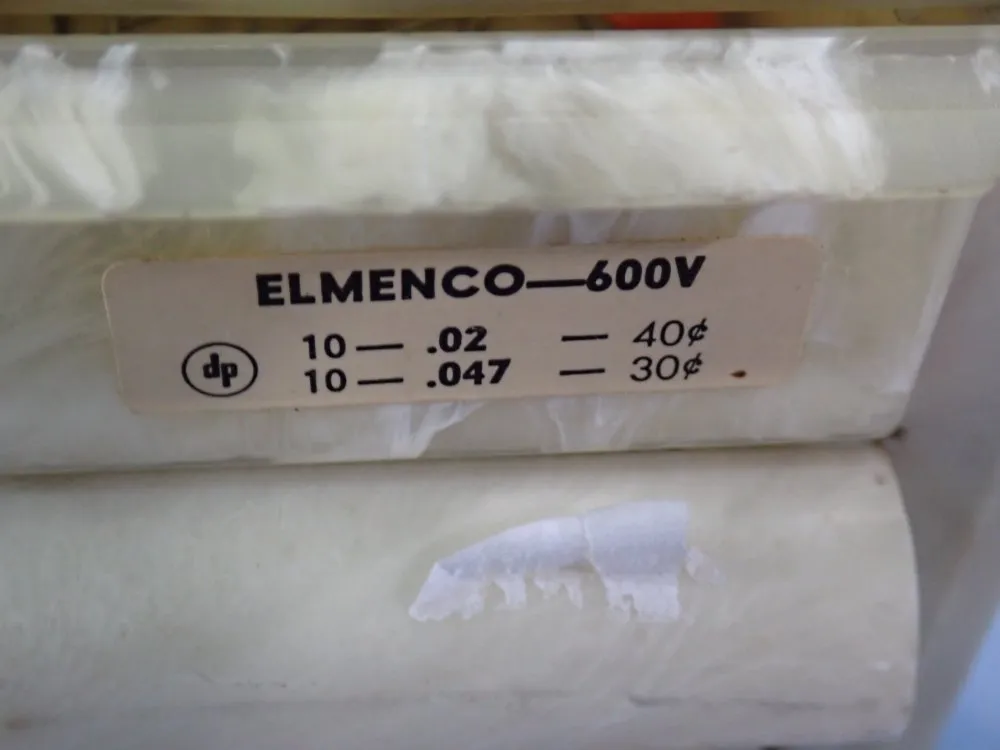 ELMENCO—600V
dp
10 — .02 — 40¢
10 — .047 — 30¢